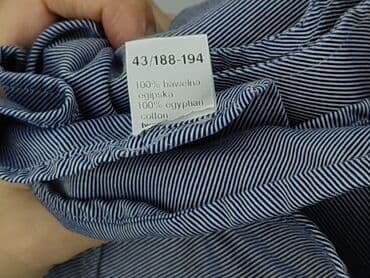 43/188-194
100% bawełna
egipska
100% egyptian
cotton